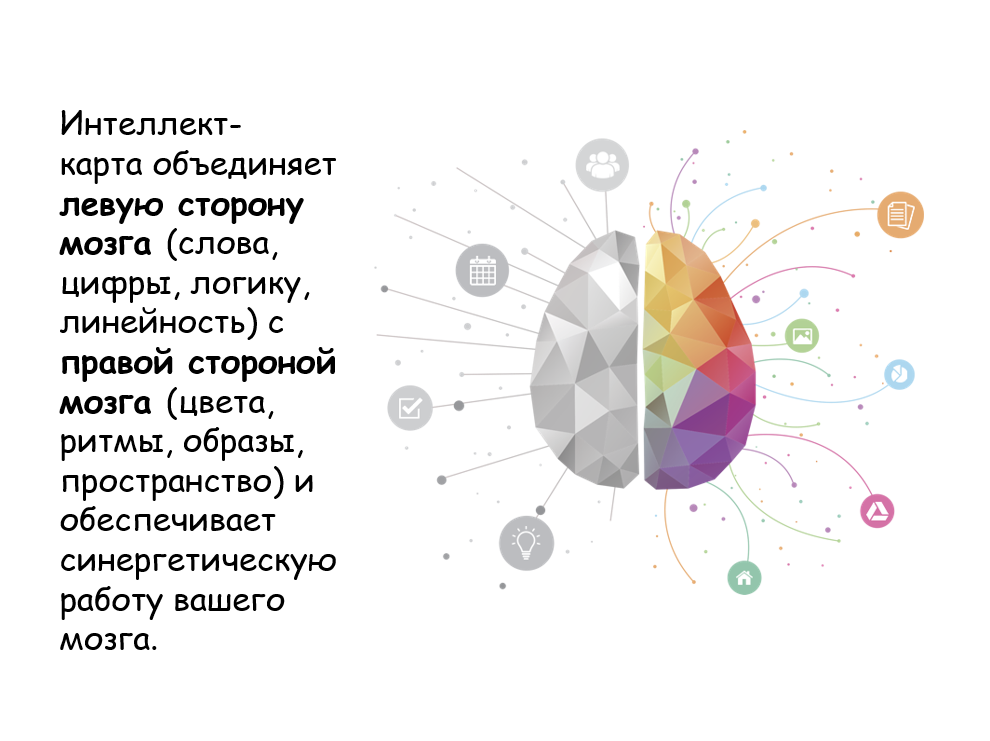 Интеллект-
карта объединяет
левую сторону
мозга (слова,
цифры, логику,
линейность) с
правой стороной
мозга (цвета,
ритмы, образы,
пространство) и
обеспечивает
синергетическую
работу вашего
мозга.